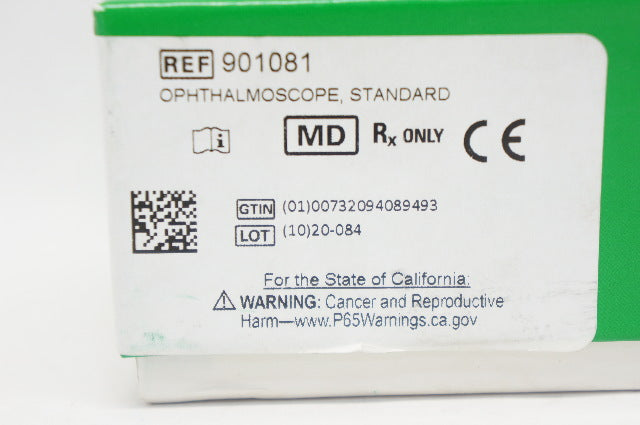 REF 901081
OPHTHALMOSCOPE, STANDARD
i MD Rx ONLY CE
GTIN (01)00732094089493
LOT (10)20-084
For the State of California:
WARNING: Cancer and Reproductive
Harm—www.P65Warnings.ca.gov